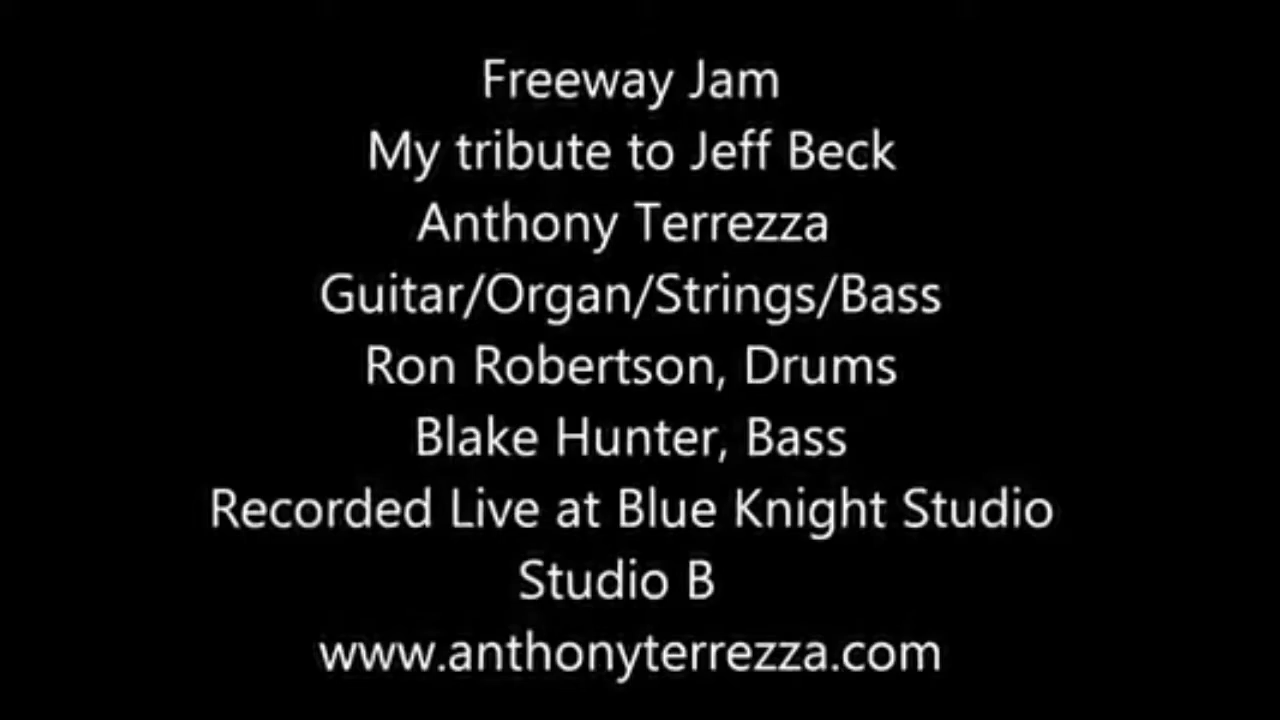 Freeway Jam
My tribute to Jeff Beck
Anthony Terrezza
Guitar/Organ/Strings/Bass
Ron Robertson, Drums
Blake Hunter, Bass
Recorded Live at Blue Knight Studio
Studio B
www.anthonyterrezza.com